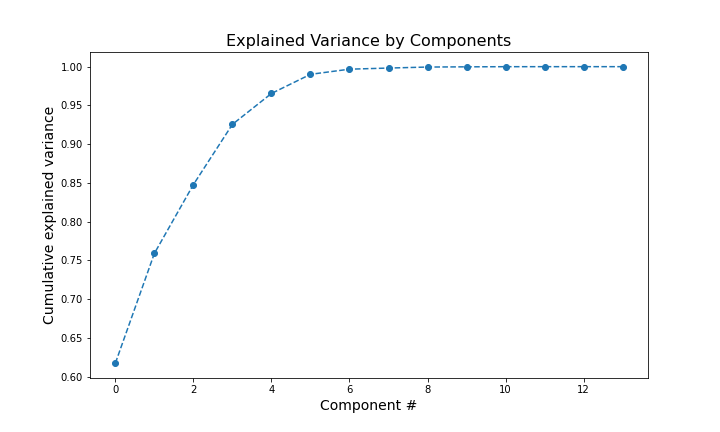 Explained Variance by Components
Cumulative explained variance
1.00
0.95
0.90
0.85
0.80
0.75
0.70
0.65
0.60
0 2 4 6 8 10 12
Component #